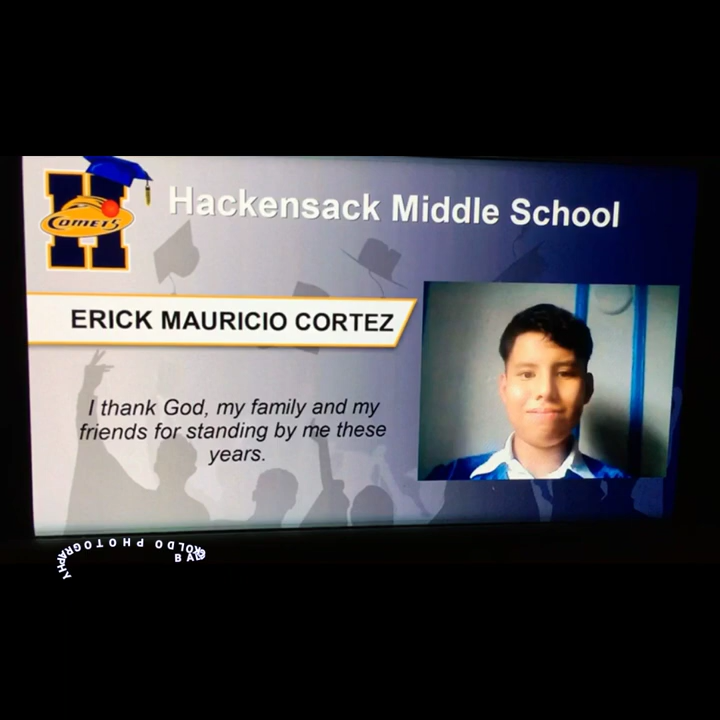 Comets
Hackensack Middle School
ERICK MAURICIO CORTEZ
I thank God, my family and my
friends for standing by me these
years.